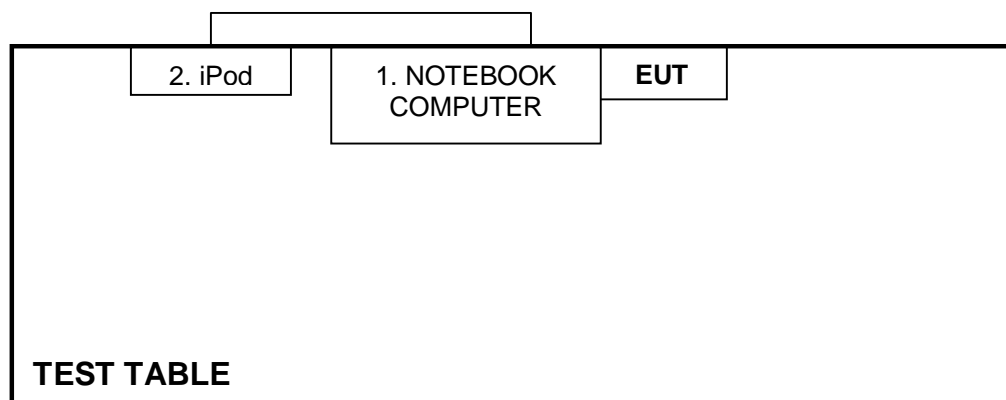 2. iPod
1. NOTEBOOK
COMPUTER
EUT
TEST TABLE